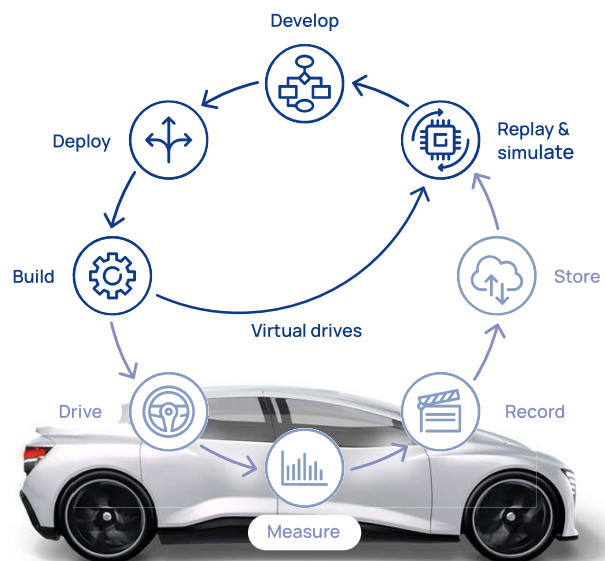 Develop
Deploy
Replay &
simulate
Build
Store
Virtual drives
Drive
Record
Measure